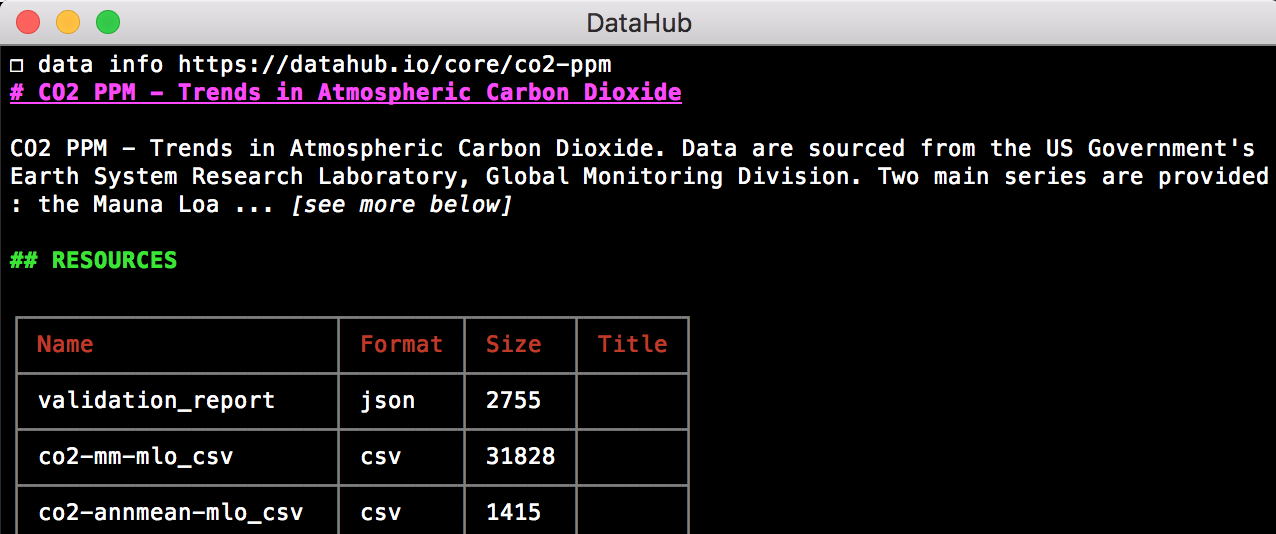 DataHub
❒ data info https://datahub.io/core/co2-ppm
# CO2 PPM - Trends in Atmospheric Carbon Dioxide
CO2 PPM - Trends in Atmospheric Carbon Dioxide. Data are sourced from the US Government's
Earth System Research Laboratory, Global Monitoring Division. Two main series are provided
: the Mauna Loa ... [see more below]
## RESOURCES
Name Format Size Title
validation_report json 2755
co2-mm-mlo_csv csv 31828
co2-annmean-mlo_csv csv 1415